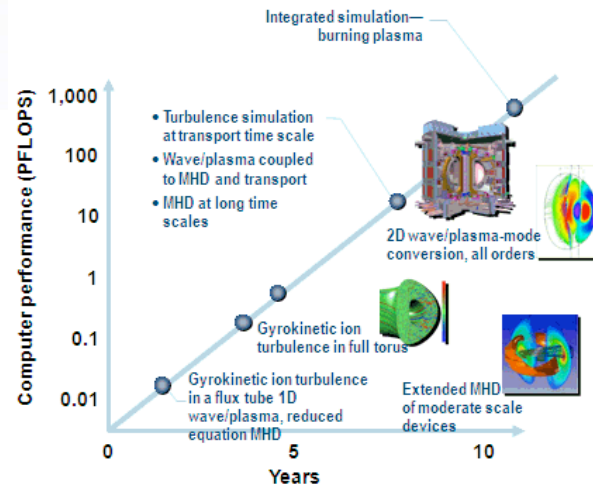 Integrated simulation—
burning plasma
Computer performance (PFLOPS)
1,000
100
10
1
0.1
0.01
• Turbulence simulation
at transport time scale
• Wave/plasma coupled
to MHD and transport
• MHD at long time
scales
2D wave/plasma-mode
conversion, all orders
Gyrokinetic ion
turbulence in full torus
Gyrokinetic ion turbulence
in a flux tube 1D
wave/plasma, reduced
equation MHD
Extended MHD
of moderate scale
devices
0
5
10
Years